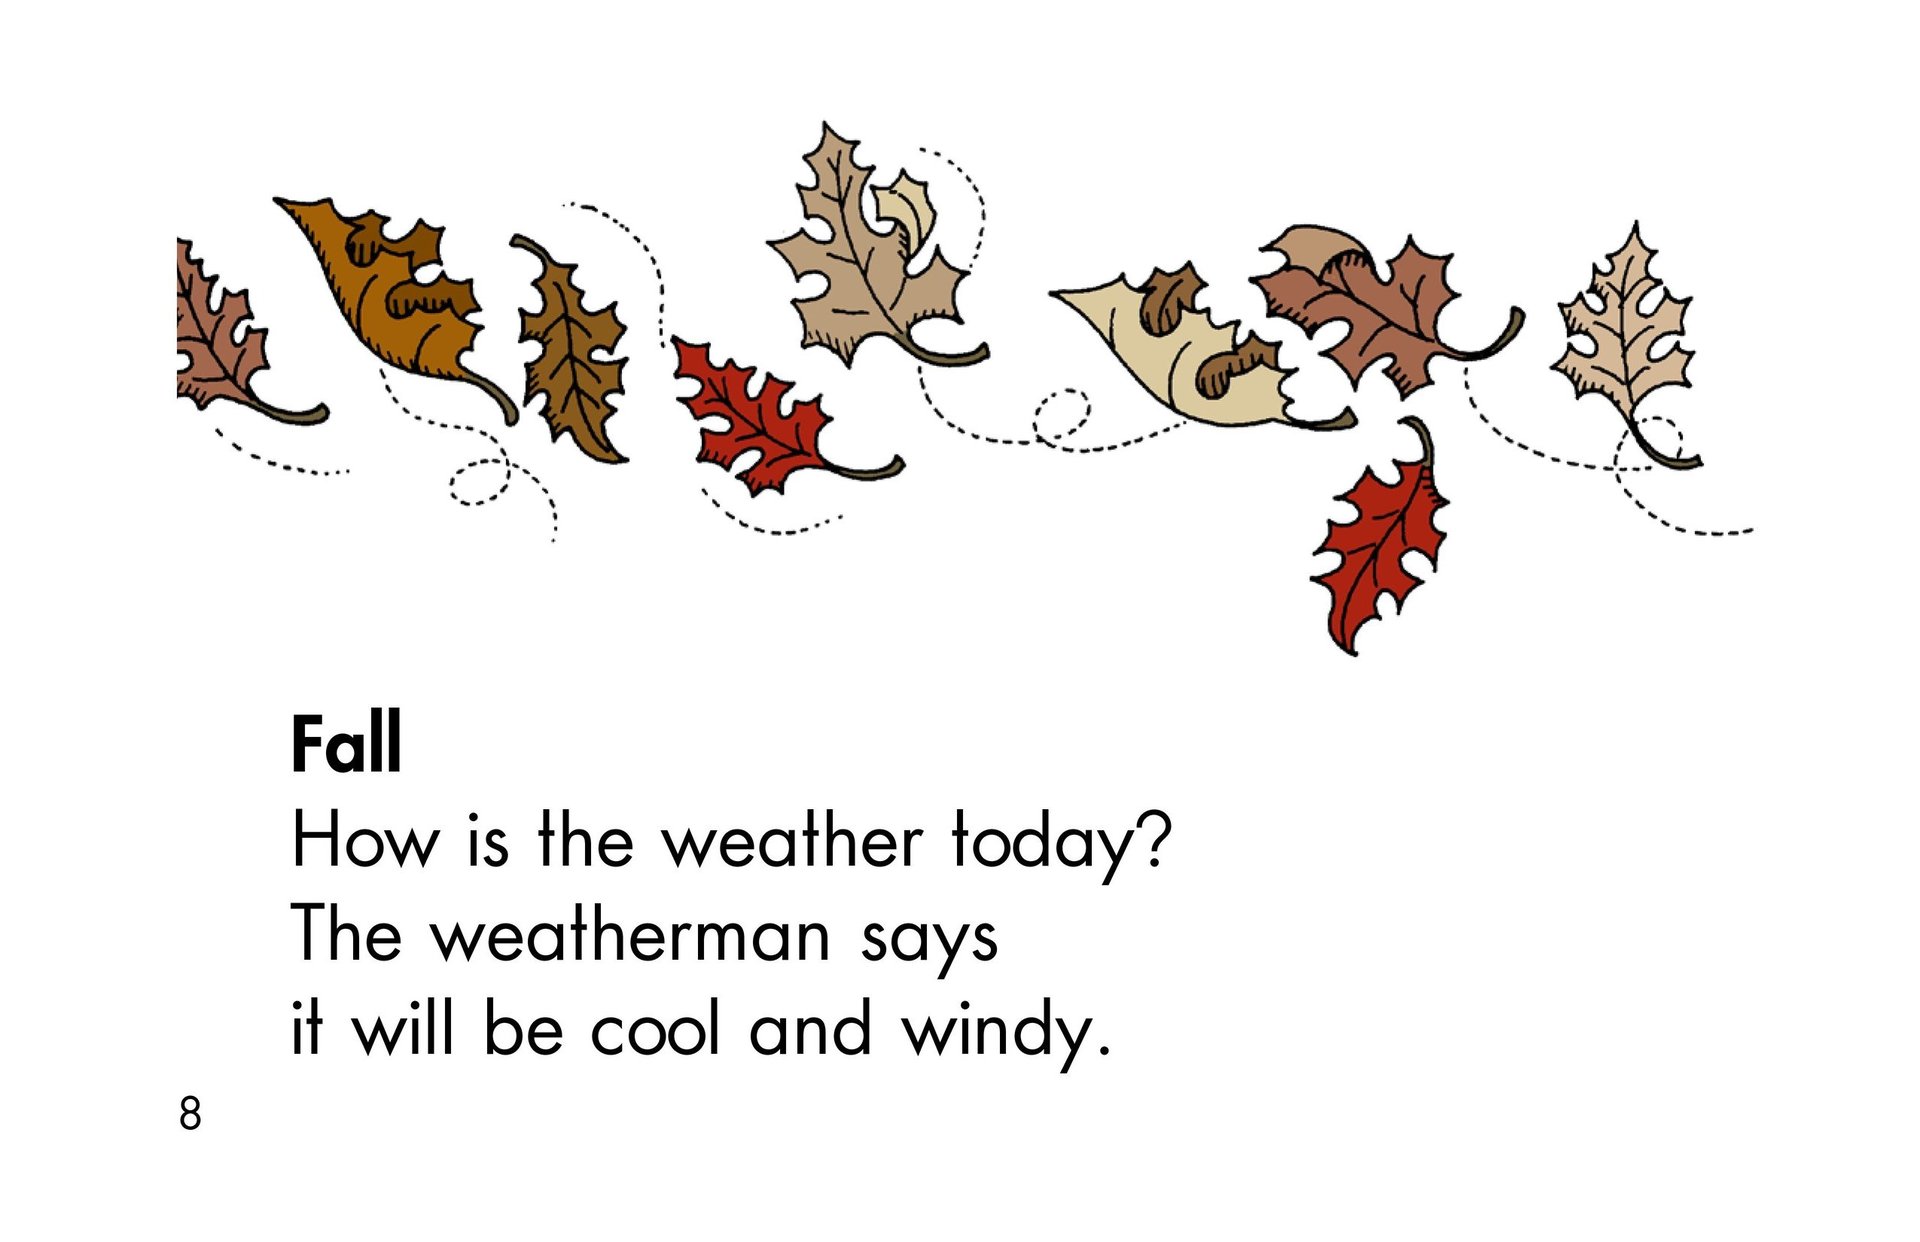 Fall
How is the weather today?
The weatherman says
it will be cool and windy.
8